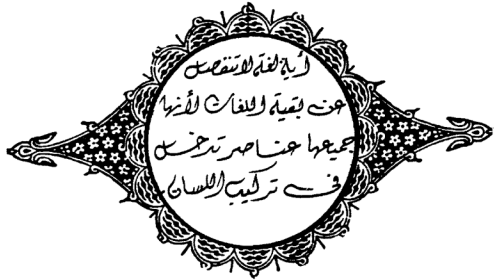 أية لغة لا تنفصل
عن بقية اللغات لأنها
جميعها عناصر تدخل
في تركيب اللسان.